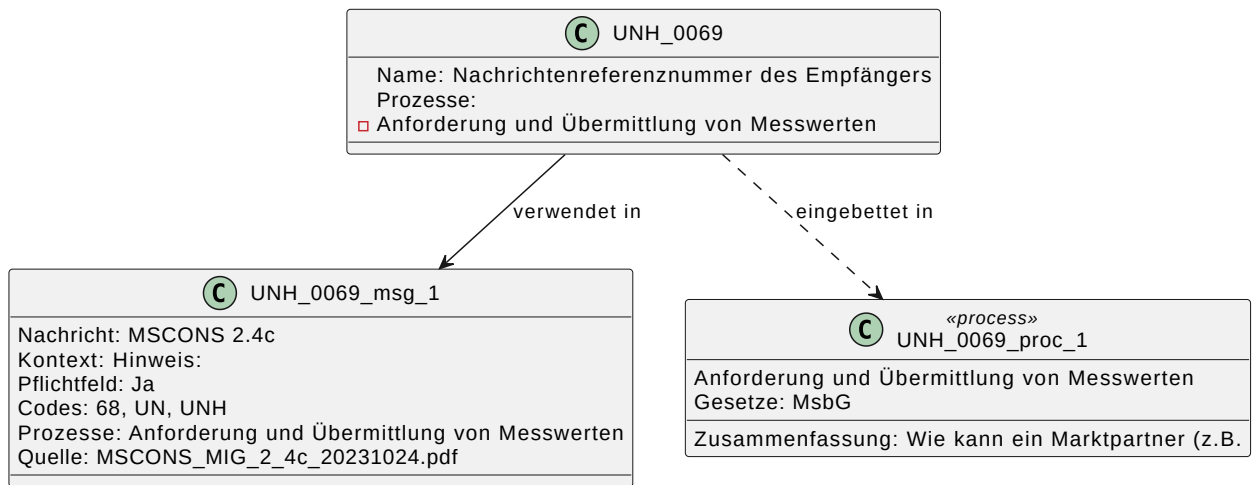 C UNH_0069
Name: Nachrichtenreferenznummer des Empfängers
Prozesse:
Anforderung und Übermittlung von Messwerten
verwendet in
eingebettet in
C UNH_0069_msg_1
Nachricht: MSCONS 2.4c
Kontext: Hinweis:
Pflichtfeld: Ja
Codes: 68, UN, UNH
Prozesse: Anforderung und Übermittlung von Messwerten
Quelle: MSCONS_MIG_2_4c_20231024.pdf
«process»
C UNH_0069_proc_1
Anforderung und Übermittlung von Messwerten
Gesetze: MsbG
Zusammenfassung: Wie kann ein Marktpartner (z.B.